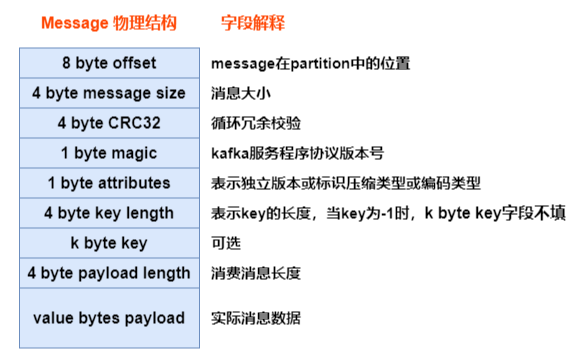 Message 物理结构 字段解释
8 byte offset message在partition中的位置
4 byte message size 消息大小
4 byte CRC32 循环冗余校验
1 byte magic kafka服务程序协议版本号
1 byte attributes 表示独立版本或标识压缩类型或编码类型
4 byte key length 表示key的长度，当key为-1时，k byte key字段不填
k byte key 可选
4 byte payload length 消费消息长度
value bytes payload 实际消息数据